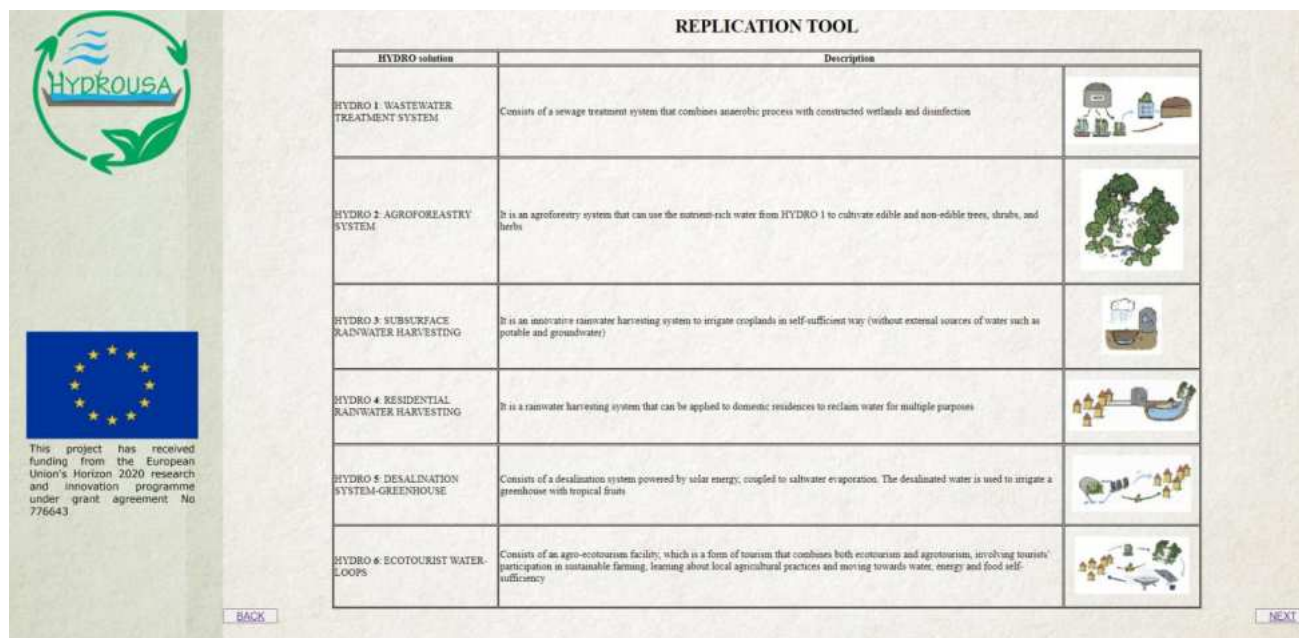 HYDROUSA
This project has received
funding from the European
Union's Horizon 2020 research
and innovation programme
under grant agreement No
776643
REPLICATION TOOL
HYDRO solution
Description
HYDRO 1: WASTEWATER
TREATMENT SYSTEM
Consists of a sewage treatment system that combines anaerobic process with constructed wetlands and disinfection
HYDRO 2: AGROFOREASTRY
SYSTEM
It is an agroforestry system that can use the nutrient-rich water from HYDRO 1 to cultivate edible and non-edible trees, shrubs, and
herbs
HYDRO 3: SUBSURFACE
RAINWATER HARVESTING
It is an innovative rainwater harvesting system to irrigate croplands in self-sufficient way (without external sources of water such as
potable and groundwater)
HYDRO 4: RESIDENTIAL
RAINWATER HARVESTING
It is a rainwater harvesting system that can be applied to domestic residences to reclaim water for multiple purposes
HYDRO 5: DESALINATION
SYSTEM-GREENHOUSE
Consists of a desalination system powered by solar energy, coupled to saltwater evaporation. The desalinated water is used to irrigate a
greenhouse with tropical fruits
HYDRO 6: ECOTOURIST WATER-
LOOPS
Consists of an agro-ecotourism facility, which is a form of tourism that combines both ecotourism and agrotourism, involving tourists'
participation in sustainable farming, learning about local agricultural practices and moving towards water, energy and food self-
sufficiency
BACK
NEXT